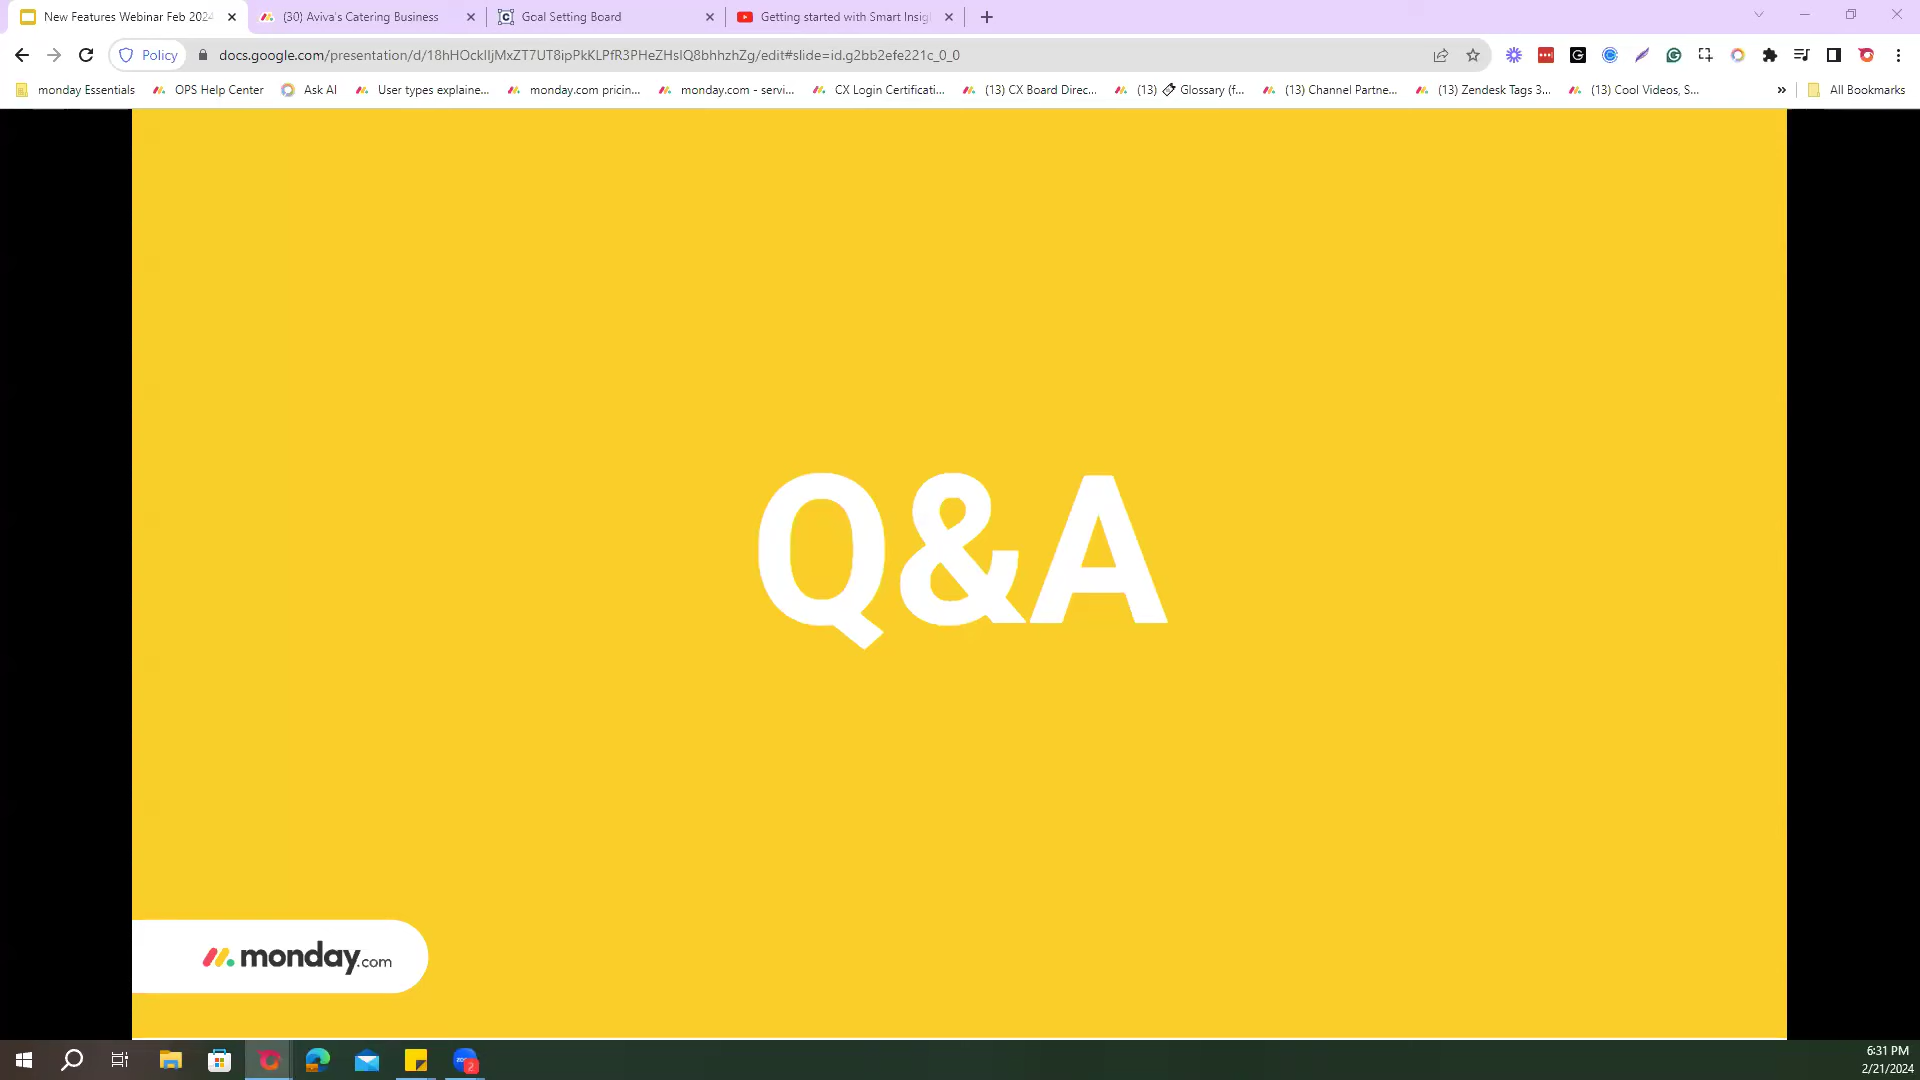 New Features Webinar Feb 2024
(30) Aviva's Catering Business
Goal Setting Board
Getting started with Smart Insig
Policy
docs.google.com/presentation/d/18hHOcklIjMxZT7UT8ipPkKLPfR3PHeZHsIQ8bhhzhZg/edit#slide=id.g2bb2efe221c_0_0
monday Essentials
OPS Help Center
Ask AI
User types explaine...
monday.com pricin...
monday.com - servi...
CX Login Certificati...
(13) CX Board Direc...
(13) Glossary (f...
(13) Channel Partne...
(13) Zendesk Tags 3...
(13) Cool Videos, S...
»
All Bookmarks
Q&A
monday.com
2
6:31 PM
2/21/2024